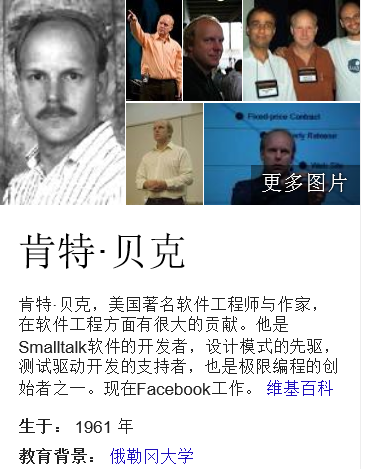 Fixed-price Contract
Early Release
Work Site
更多图片
肯特·贝克
肯特·贝克，美国著名软件工程师与作家，
在软件工程方面有很大的贡献。他是
Smalltalk软件的开发者，设计模式的先驱，
测试驱动开发的支持者，也是极限编程的创
始者之一。现在Facebook工作。 维基百科
生于： 1961 年
教育背景： 俄勒冈大学